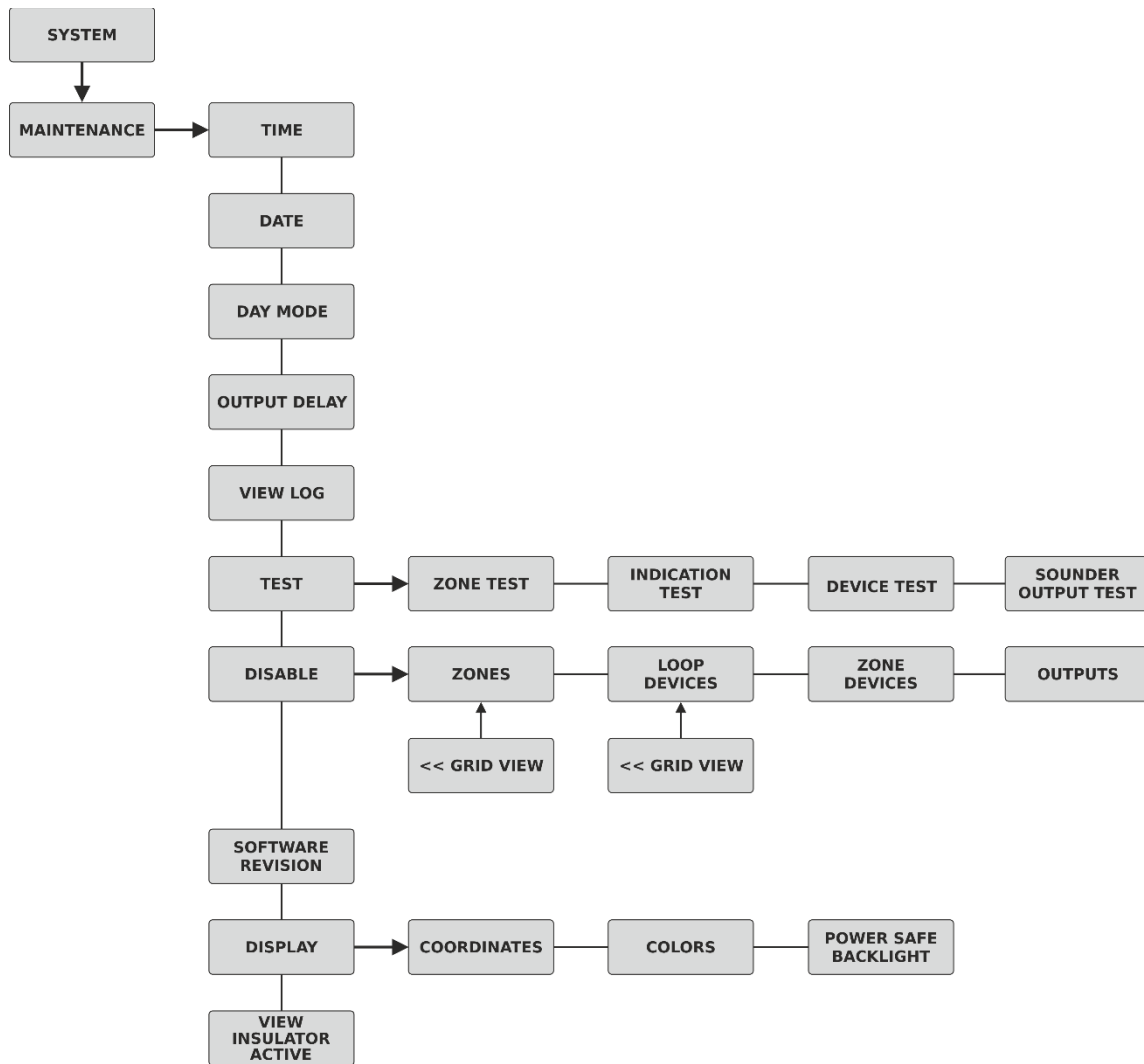 SYSTEM
MAINTENANCE
TIME
DATE
DAY MODE
OUTPUT DELAY
VIEW LOG
TEST
ZONE TEST
INDICATION
TEST
DEVICE TEST
SOUNDER
OUTPUT TEST
DISABLE
ZONES
LOOP
DEVICES
ZONE
DEVICES
OUTPUTS
<< GRID VIEW
<< GRID VIEW
SOFTWARE
REVISION
DISPLAY
COORDINATES
COLORS
POWER SAFE
BACKLIGHT
VIEW
INSULATOR
ACTIVE